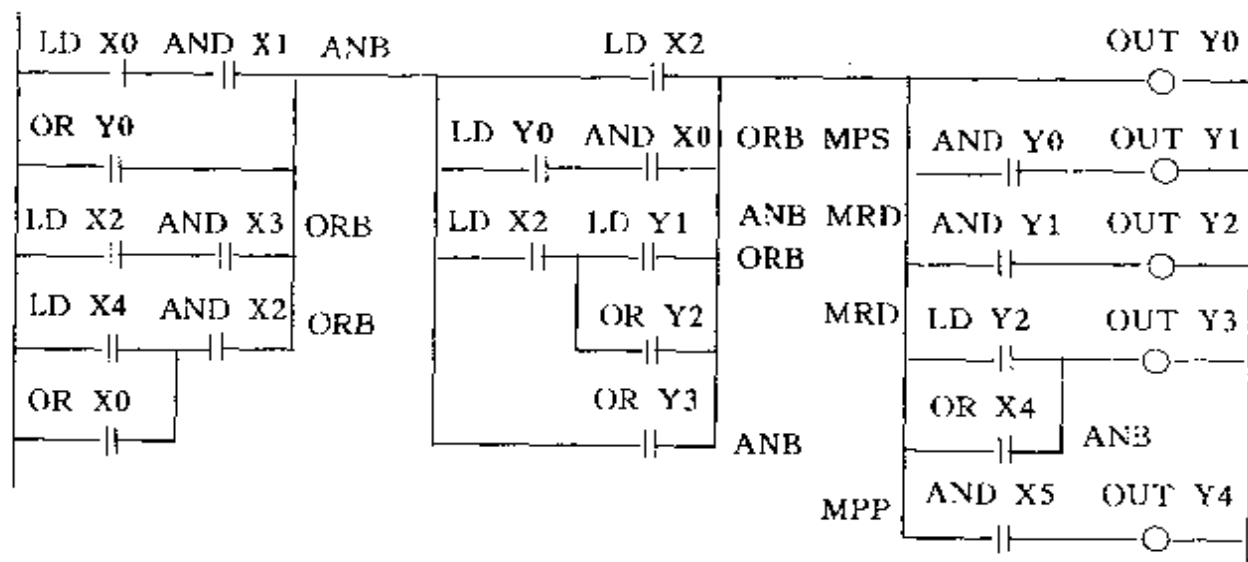 LD X0 AND X1 ANB LD X2 OUT Y0
OR Y0 LD Y0 AND X0 ORB MPS AND Y0 OUT Y1
LD X2 AND X3 ORB LD X2 LD Y1 ANB MRD AND Y1 OUT Y2
ORB
LD X4 AND X2 ORB OR Y2 MRD LD Y2 OUT Y3
OR X0 OR Y3 ANB OR X4 ANB
MPP AND X5 OUT Y4